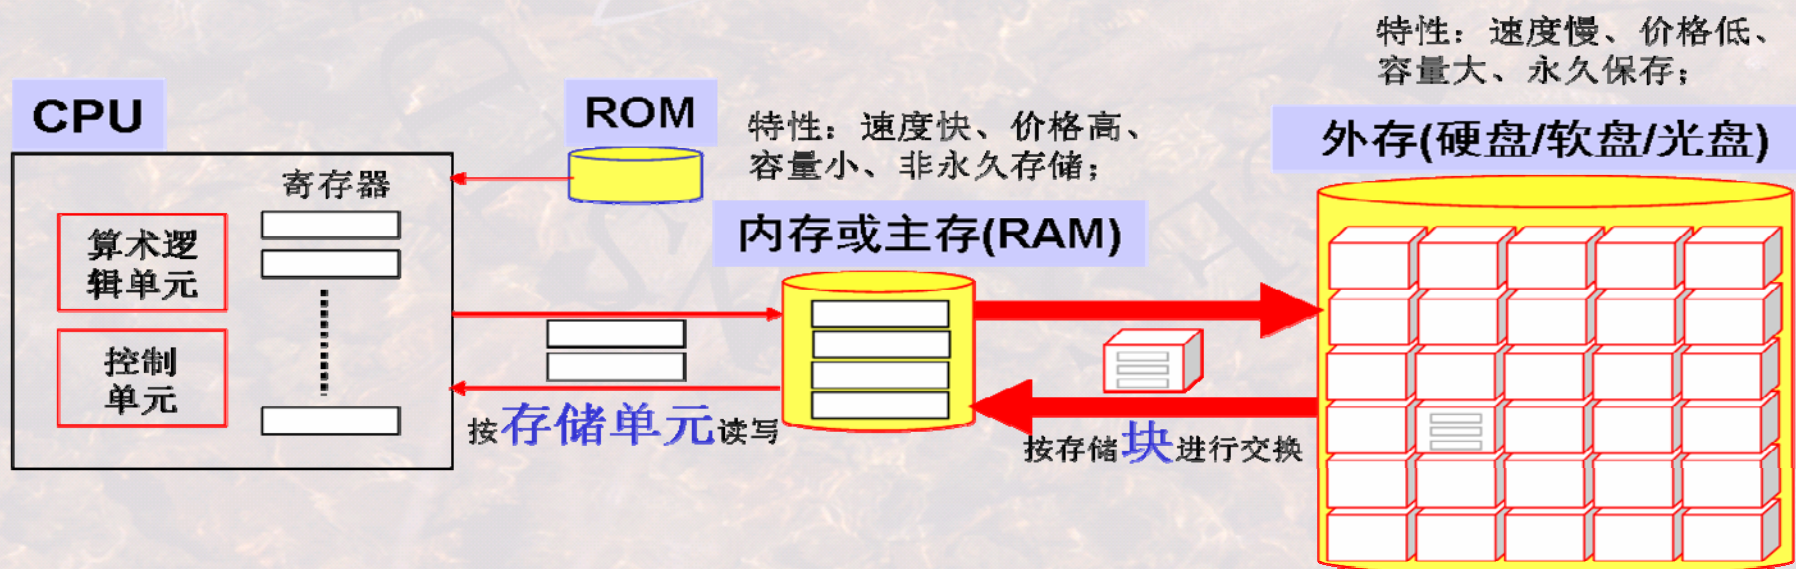 特性：速度慢、价格低、
容量大、永久保存；
CPU
ROM
特性：速度快、价格高、
容量小、非永久存储；
外存(硬盘/软盘/光盘)
寄存器
算术逻
辑单元
控制
单元
内存或主存(RAM)
按存储单元读写
按存储块进行交换